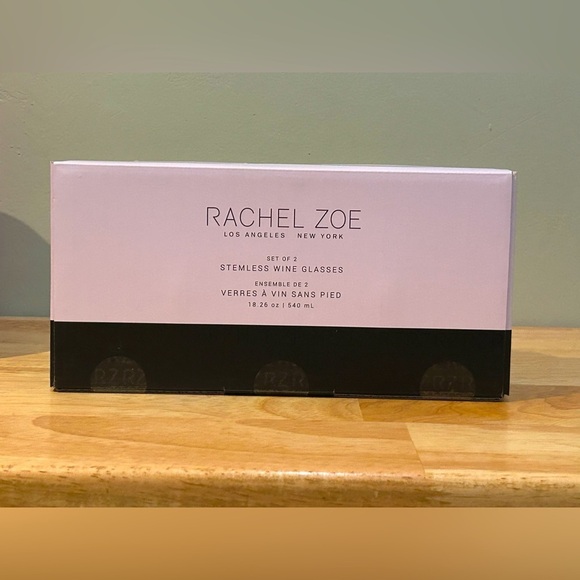 RACHEL ZOE
LOS ANGELES NEW YORK
SET OF 2
STEMLESS WINE GLASSES
ENSEMBLE DE 2
VERRES À VIN SANS PIED
18.26 oz | 540 mL